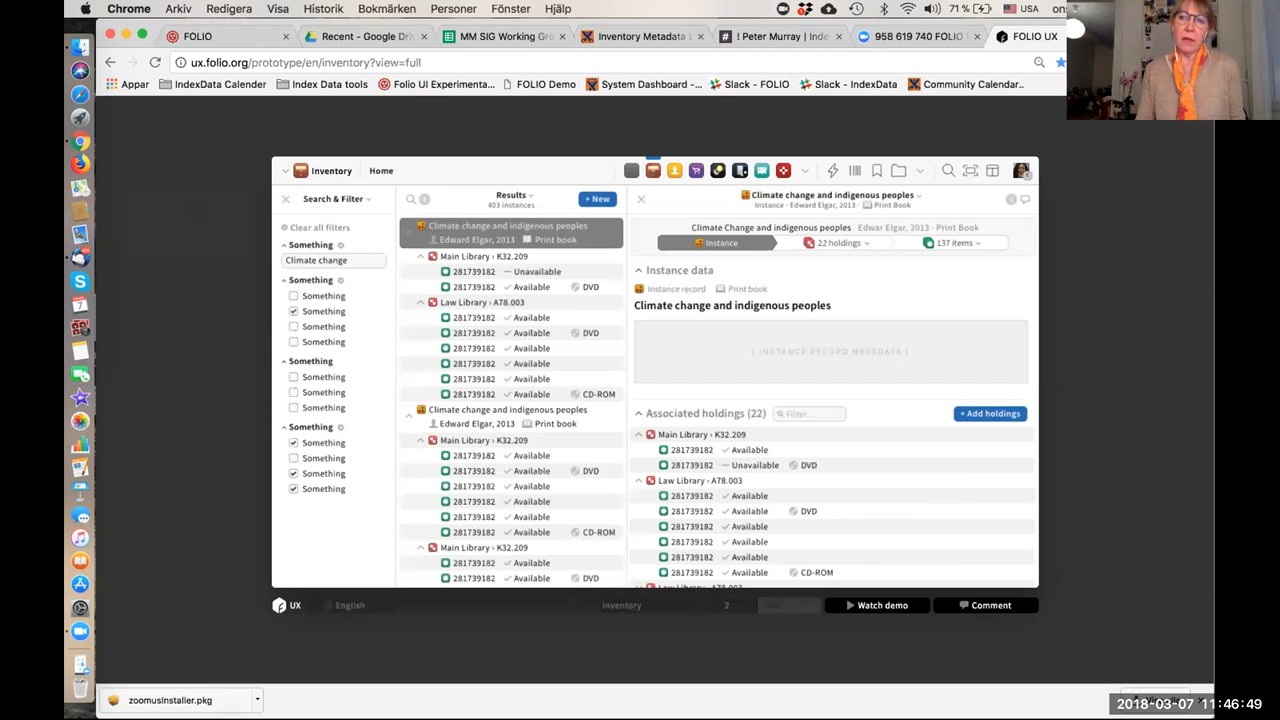 Chrome Arkiv Redigera Visa Historik Bokmärken Personer Fönster Hjälp 71 % USA
FOLIO Recent - Google Dri MM SIG Working Gro Inventory Metadata ! Peter Murray | Inde 958 619 740 FOLIO FOLIO UX
ux.folio.org/prototype/en/inventory?view=full
Appar IndexData Calender Index Data tools Folio UI Experimenta... FOLIO Demo System Dashboard -... Slack - FOLIO Slack - IndexData Community Calendar...
Inventory Home
Search & Filter
Clear all filters
Something
Climate change
Something
Something
Something
Something
Something
Something
Something
Something
Something
Something
Something
Something
Something
Something
Results
403 instances
+ New
Climate change and indigenous peoples
Edward Elgar, 2013 Print book
Main Library › K32.209
281739182 Unavailable
281739182 Available DVD
Law Library › A78.003
281739182 Available
281739182 Available DVD
281739182 Available
281739182 Available
281739182 Available
281739182 Available CD-ROM
Climate change and indigenous peoples
Edward Elgar, 2013 Print book
Main Library › K32.209
281739182 Available
281739182 Available DVD
281739182 Available
281739182 Available
281739182 Available
281739182 Available CD-ROM
Main Library › K32.209
281739182 Available
281739182 Available DVD
Climate change and indigenous peoples
Instance · Edward Elgar, 2013 · Print Book
Climate Change and indigenous peoples Edwar Elgar, 2013 · Print Book
Instance 22 holdings 137 items
Instance data
Instance record Print book
Climate change and indigenous peoples
[ INSTANCE RECORD METADATA ]
Associated holdings (22) Filter... + Add holdings
Main Library › K32.209
281739182 Available
281739182 Unavailable DVD
Law Library › A78.003
281739182 Available
281739182 Available DVD
281739182 Available
281739182 Available
281739182 Available
281739182 Available CD-ROM
UX English Inventory 2 Watch demo Comment
zoomusInstaller.pkg
2018-03-07 11:46:49